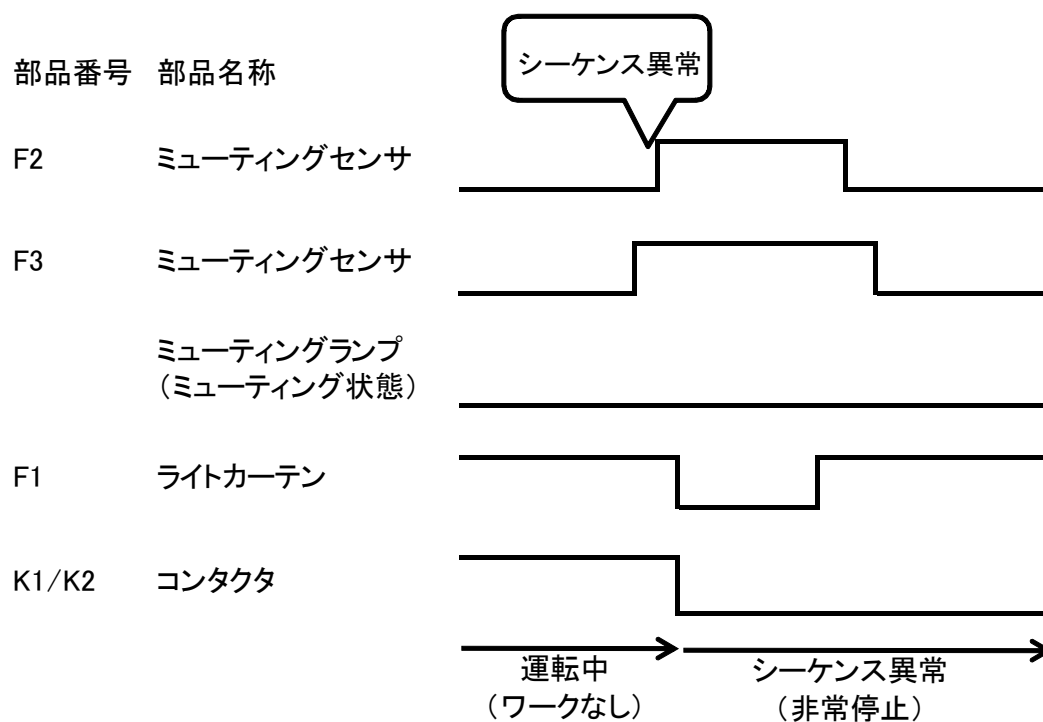 シーケンス異常
部品番号 部品名称
F2 ミューティングセンサ
F3 ミューティングセンサ
ミューティングランプ
（ミューティング状態）
F1 ライトカーテン
K1/K2 コンタクタ
運転中 シーケンス異常
（ワークなし） （非常停止）